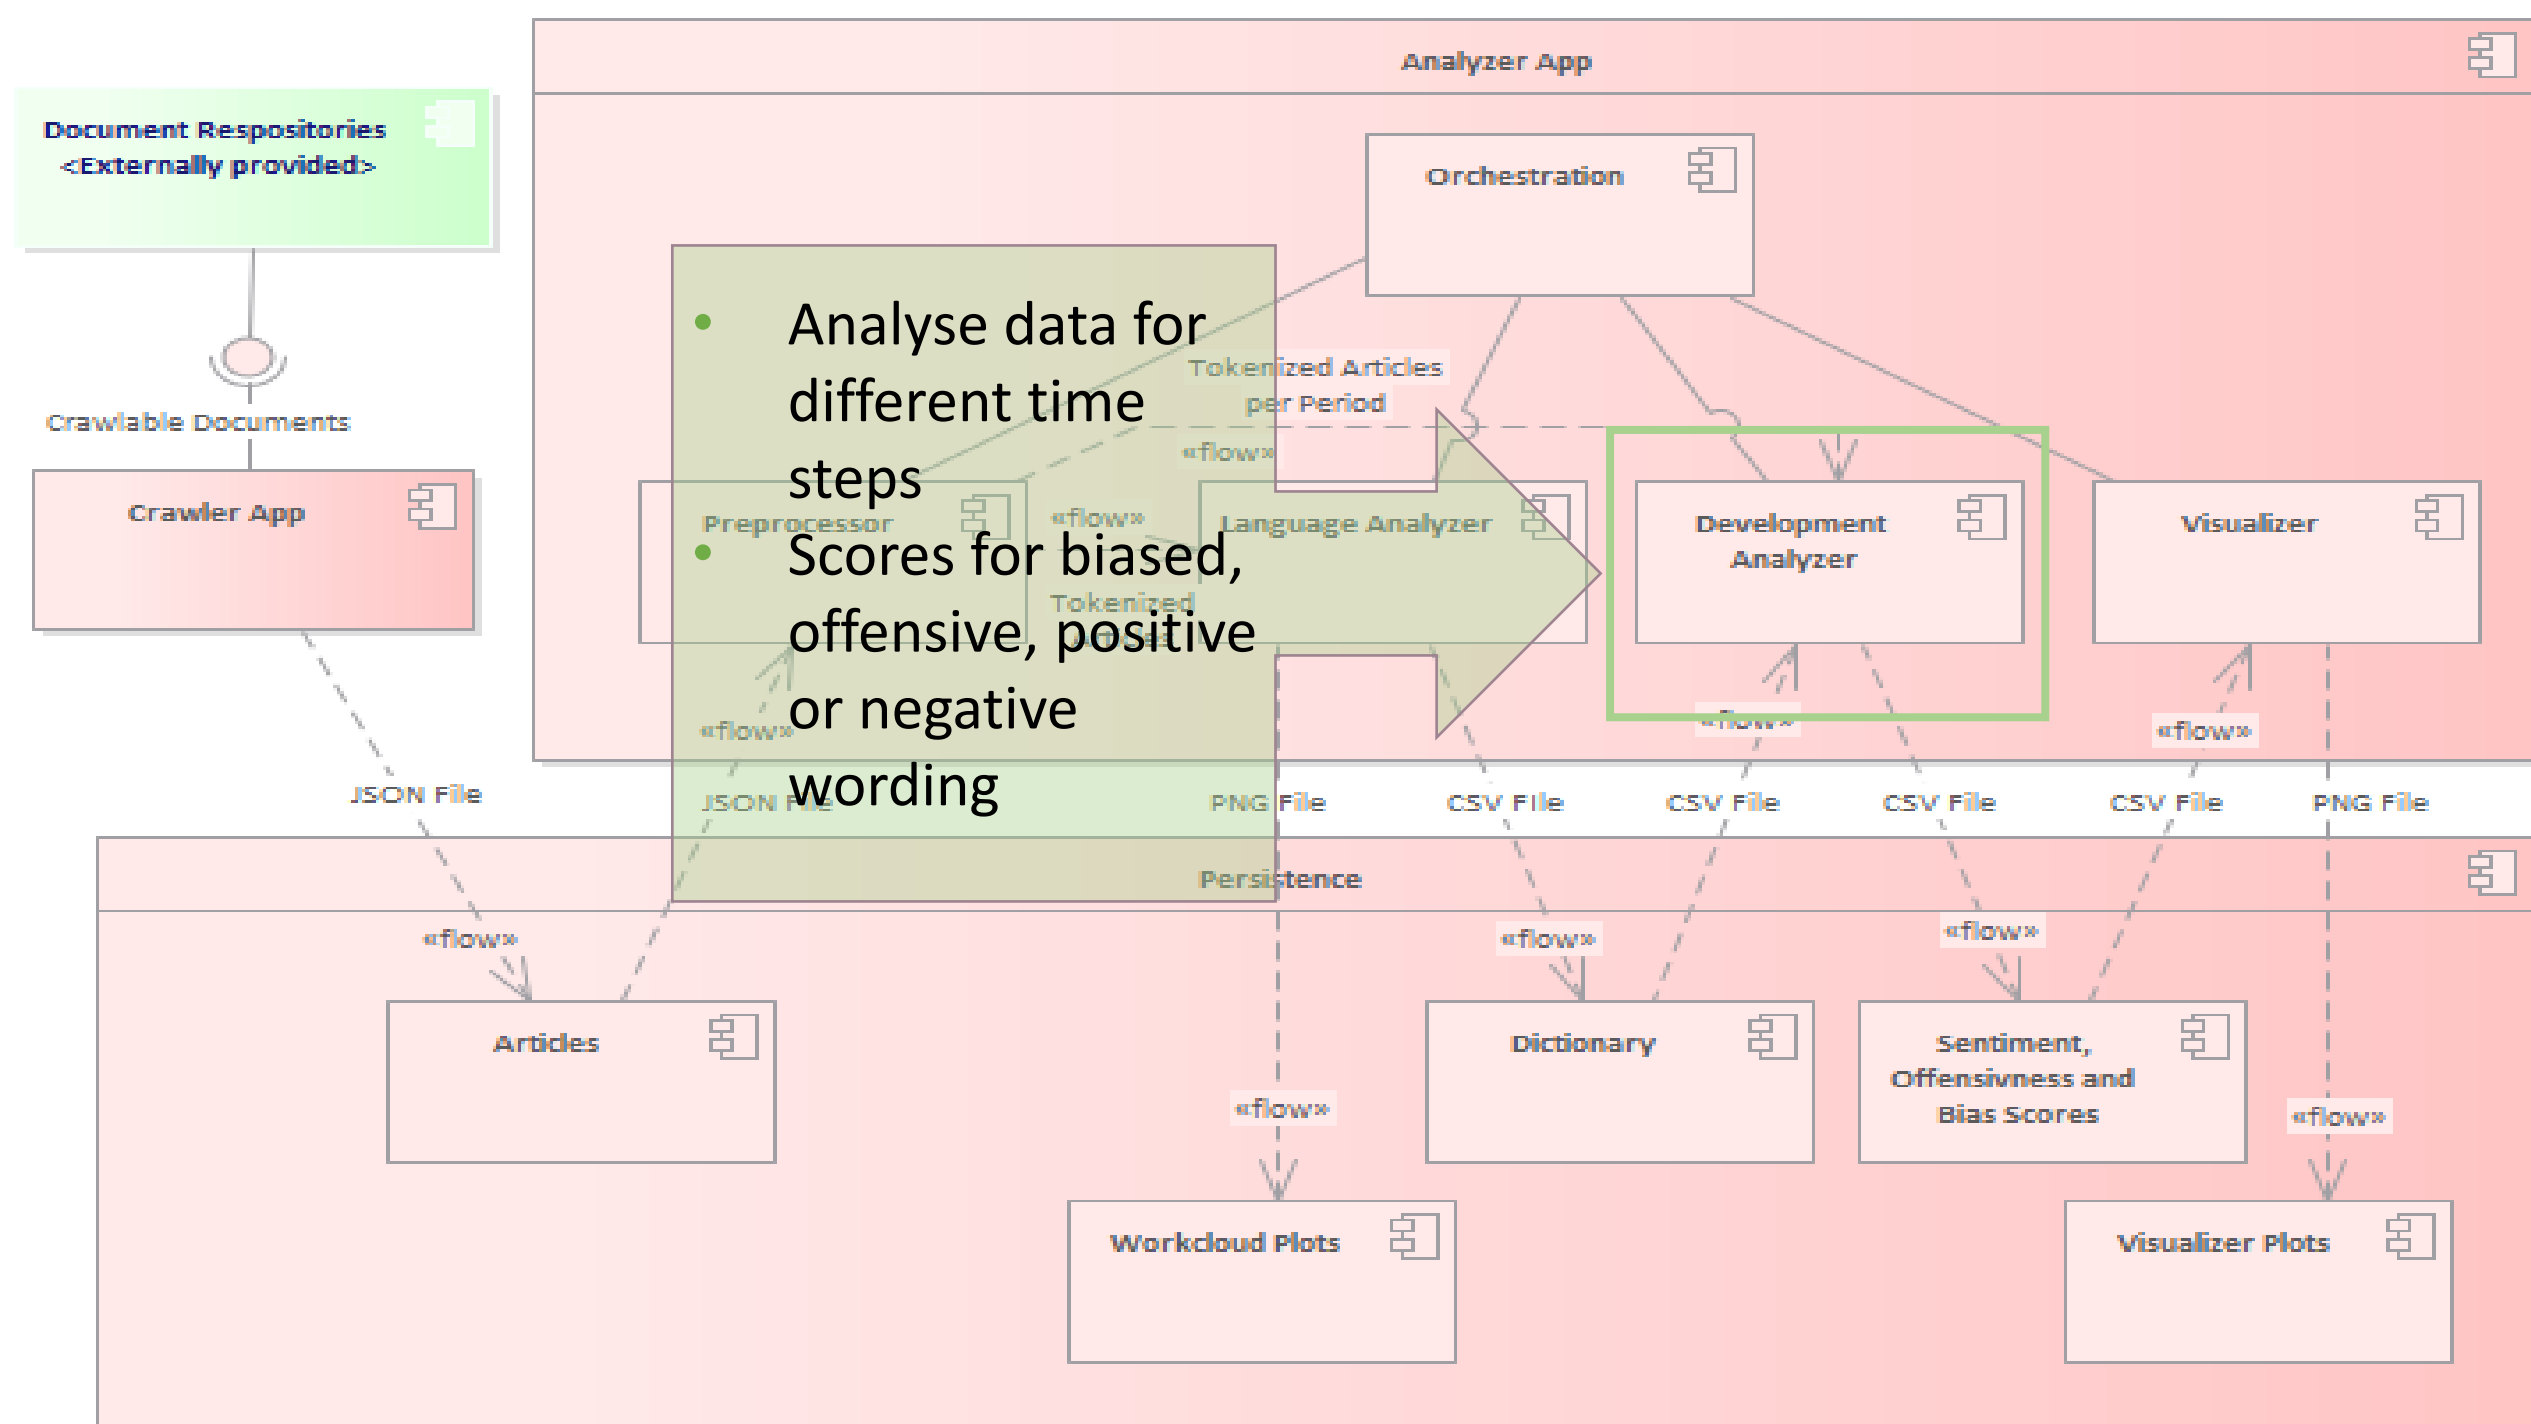 Analyzer App
Document Respositories
<Externally provided>
Orchestration
Analyse data for
different time
steps
Scores for biased,
offensive, positive
or negative
wording
Tokenized Articles
per Period
«flow»
Crawlable Documents
Crawler App
Preprocessor
«flow»
Tokenized
Articles
Language Analyzer
Development
Analyzer
Visualizer
«flow»
«flow»
«flow»
JSON File
JSON File
PNG File
CSV FIle
CSV File
CSV File
CSV File
PNG File
Persistence
«flow»
«flow»
«flow»
Articles
Dictionary
Sentiment,
Offensivness and
Bias Scores
«flow»
«flow»
Workcloud Plots
Visualizer Plots